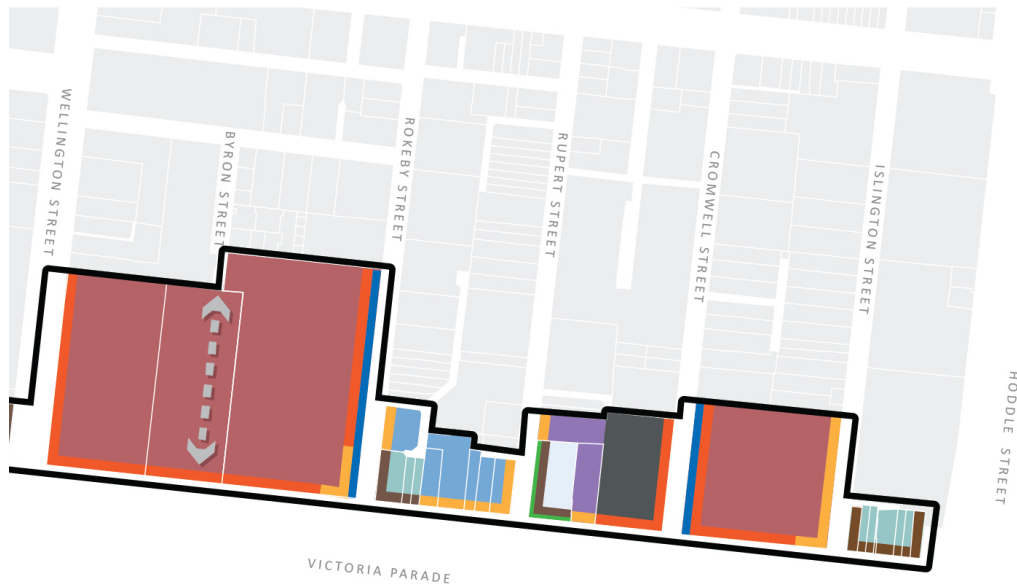 WELLINGTON STREET
BYRON STREET
ROKEBY STREET
RUPERT STREET
CROMWELL STREET
ISLINGTON STREET
HODDLE STREET
VICTORIA PARADE